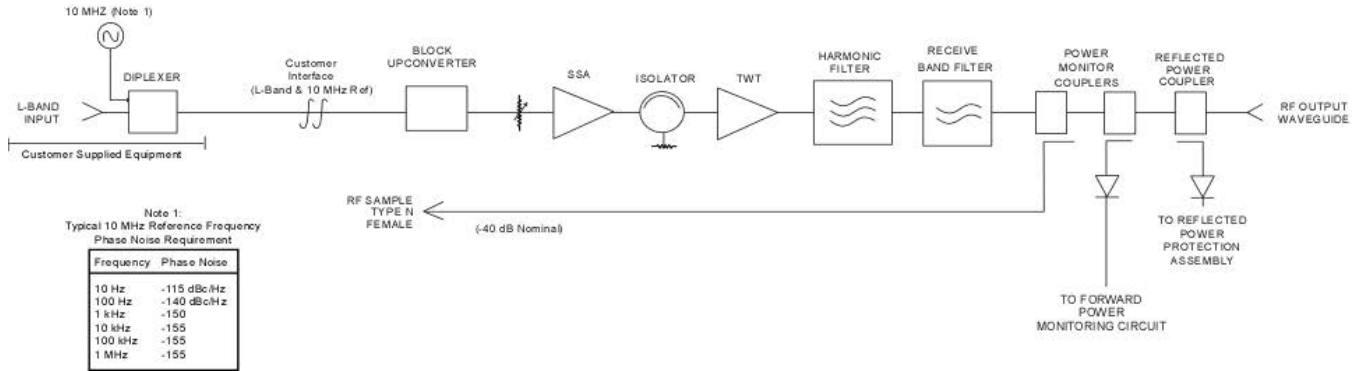 10 MHZ (Note 1)
DIPLEXER
L-BAND
INPUT
Customer Supplied Equipment
Customer
Interface
(L-Band & 10 MHz Ref)
BLOCK
UPCONVERTER
SSA
ISOLATOR
TWT
HARMONIC
FILTER
RECEIVE
BAND FILTER
POWER
MONITOR
COUPLERS
REFLECTED
POWER
COUPLER
RF OUTPUT
WAVEGUIDE
RF SAMPLE
TYPE N
FEMALE
(-40 dB Nominal)
TO REFLECTED
POWER
PROTECTION
ASSEMBLY
TO FORWARD
POWER
MONITORING CIRCUIT
Note 1:
Typical 10 MHz Reference Frequency
Phase Noise Requirement
Frequency Phase Noise
10 Hz -115 dBc/Hz
100 Hz -140 dBc/Hz
1 kHz -150
10 kHz -155
100 kHz -155
1 MHz -155